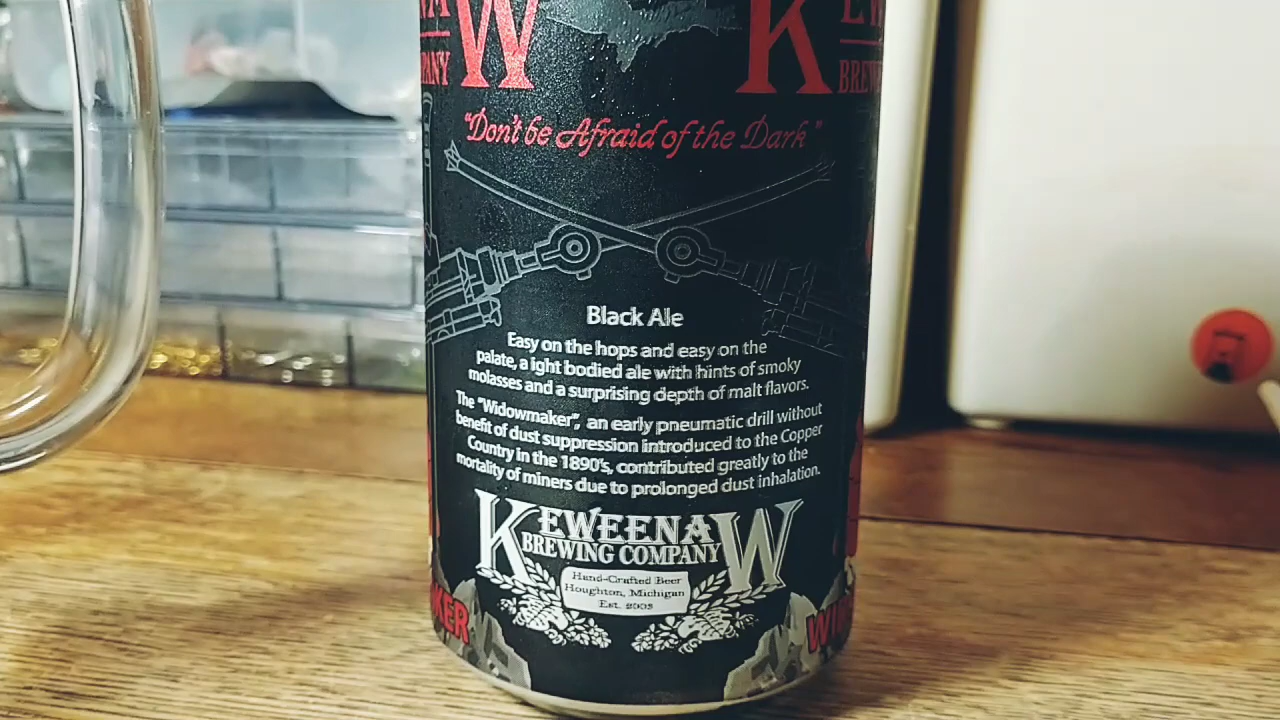 W K
PANY BREW
"Don't be Afraid of the Dark"
Black Ale
Easy on the hops and easy on the
palate, a ight bodied ale with hints of smoky
molasses and a surprising depth of malt flavors.
The "Widowmaker", an early pneumatic drill without
benefit of dust suppression introduced to the Copper
Country in the 1890's, contributed greatly to the
mortality of miners due to prolonged dust inhalation.
KEWEENAW
BREWING COMPANY
Hand-Crafted Beer
Houghton, Michigan
Est. 2003
KER
WI